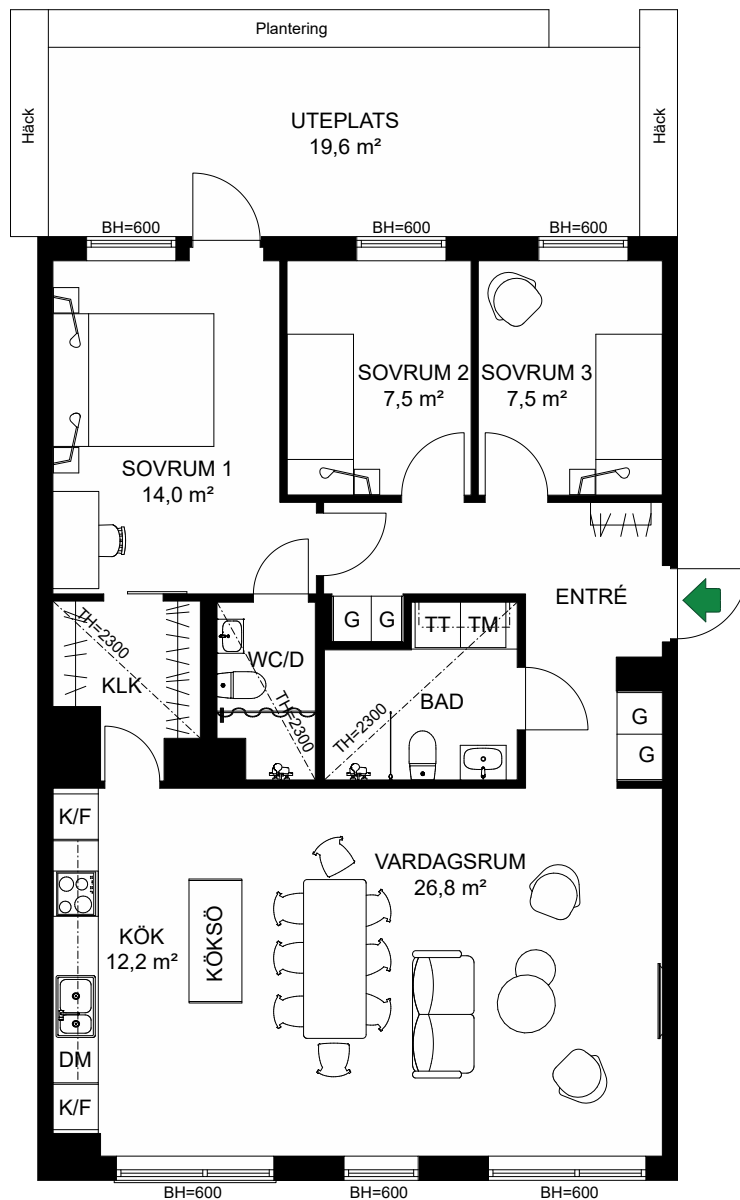 Plantering
Häck
Häck
UTEPLATS
19,6 m²
BH=600
BH=600
BH=600
SOVRUM 2
7,5 m²
SOVRUM 3
7,5 m²
SOVRUM 1
14,0 m²
ENTRÉ
G
G
TT
TM
TH=2300
KLK
WC/D
TH=2300
TH=2300
BAD
G
G
K/F
VARDAGSRUM
26,8 m²
KÖK
12,2 m²
KÖKSÖ
DM
K/F
BH=600
BH=600
BH=600